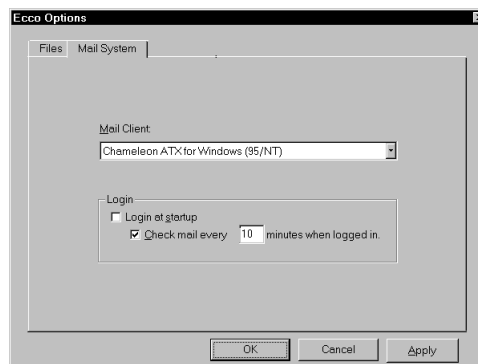 Ecco Options
Files Mail System
Mail Client:
Chameleon ATX for Windows (95/NT)
Login
Login at startup
Check mail every 10 minutes when logged in.
OK Cancel Apply